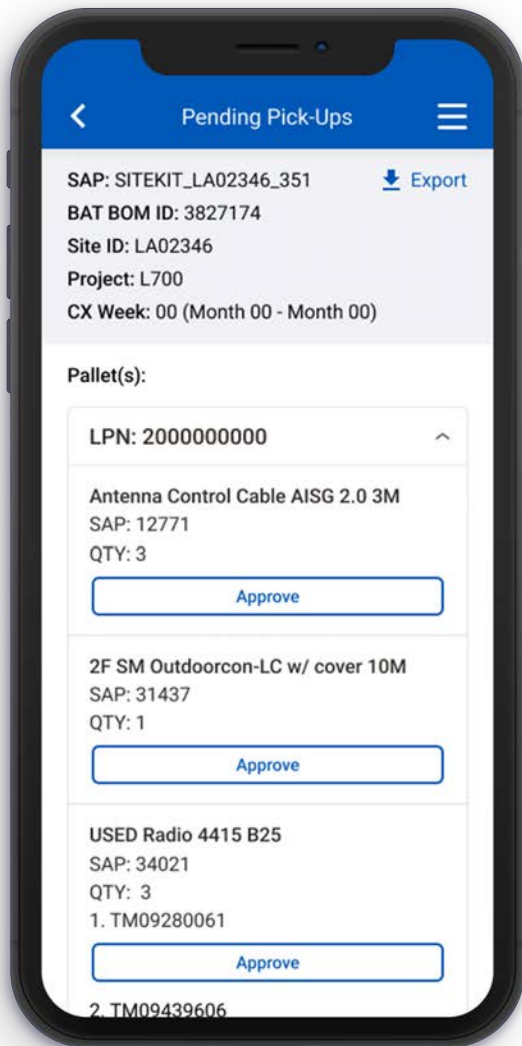 Pending Pick-Ups
SAP: SITEKIT_LA02346_351 Export
BAT BOM ID: 3827174
Site ID: LA02346
Project: L700
CX Week: 00 (Month 00 - Month 00)
Pallet(s):
LPN: 2000000000
Antenna Control Cable AISG 2.0 3M
SAP: 12771
QTY: 3
Approve
2F SM Outdoorcon-LC w/ cover 10M
SAP: 31437
QTY: 1
Approve
USED Radio 4415 B25
SAP: 34021
QTY: 3
1. TM09280061
Approve
2. TM09439606